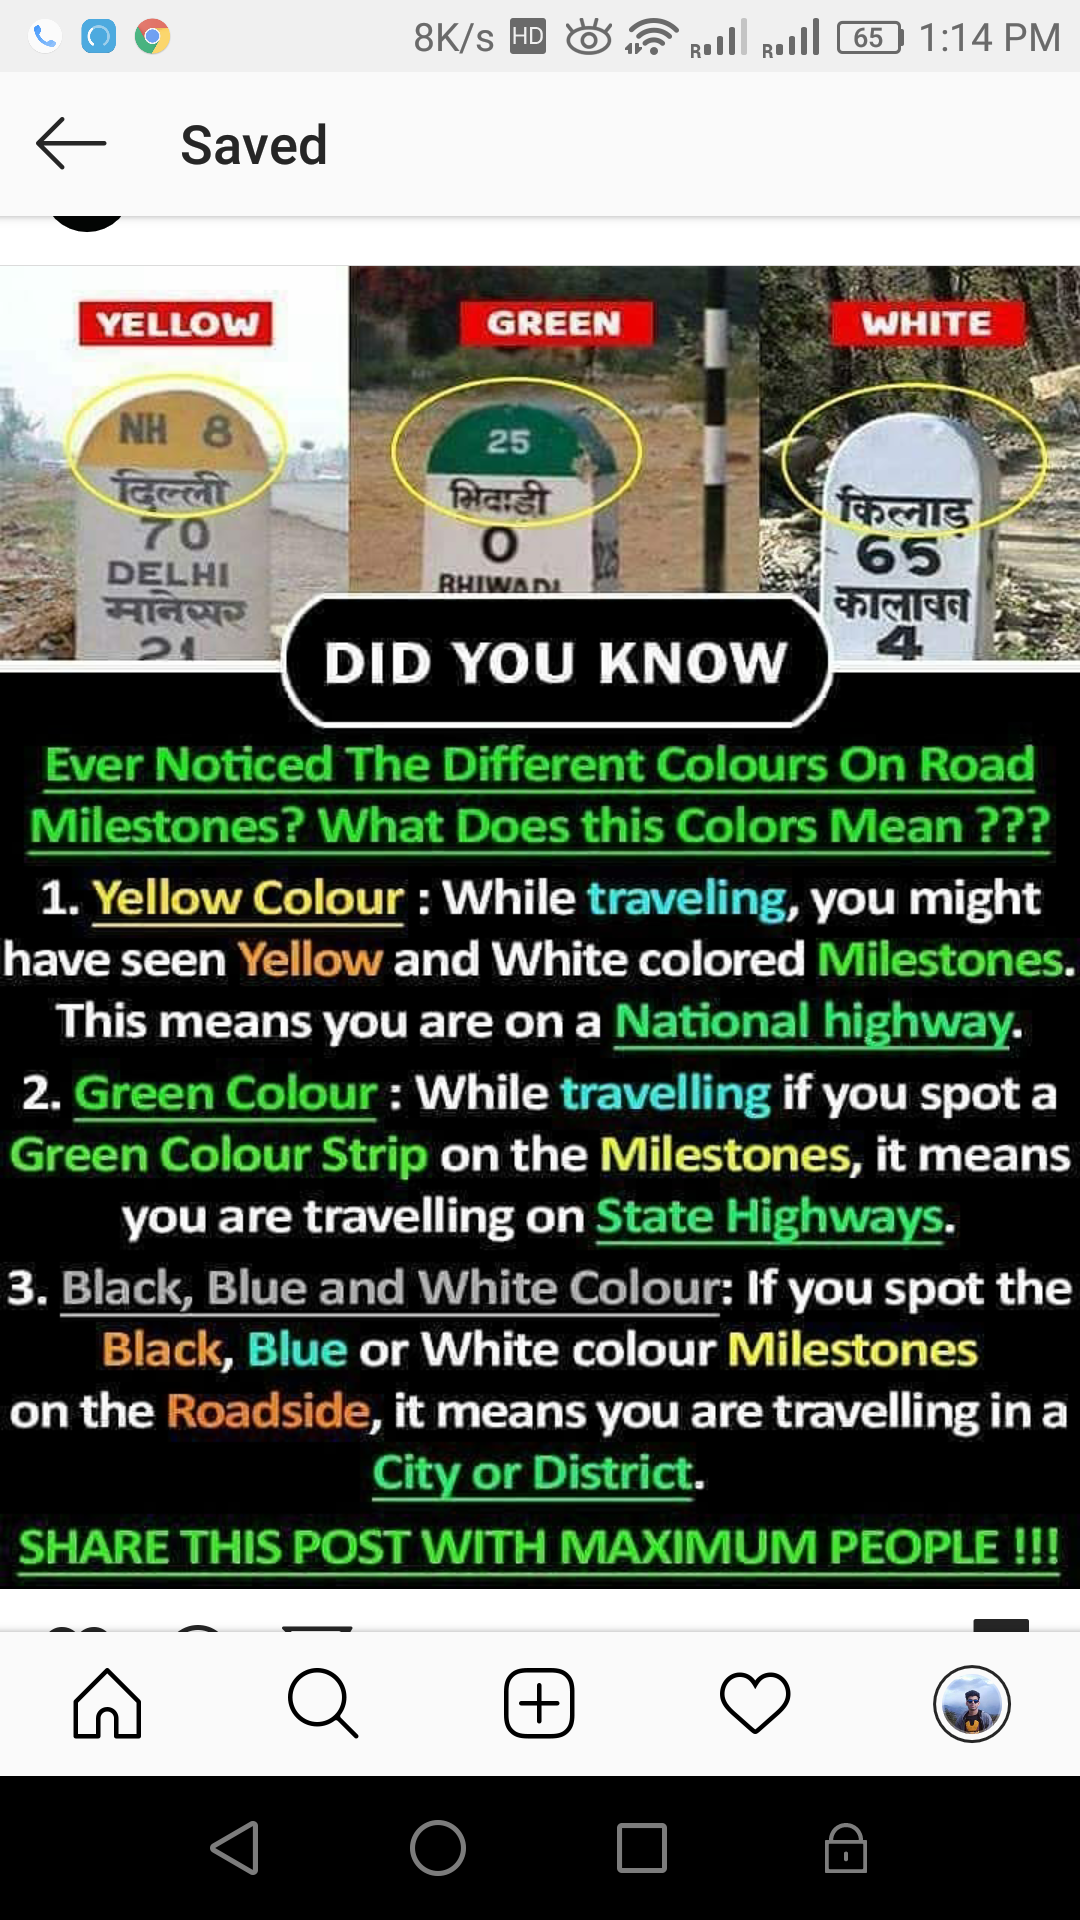 8K/s HD R R 65 1:14 PM
Saved
YELLOW
GREEN
WHITE
NH 8
दिल्ली
70
DELHI
मानेसर
21
25
भिवाड़ी
0
BHIWADI
किलाड़
65
कालावन
4
DID YOU KNOW
Ever Noticed The Different Colours On Road
Milestones? What Does this Colors Mean ???
1. Yellow Colour : While traveling, you might
have seen Yellow and White colored Milestones.
This means you are on a National highway.
2. Green Colour : While travelling if you spot a
Green Colour Strip on the Milestones, it means
you are travelling on State Highways.
3. Black, Blue and White Colour: If you spot the
Black, Blue or White colour Milestones
on the Roadside, it means you are travelling in a
City or District.
SHARE THIS POST WITH MAXIMUM PEOPLE !!!